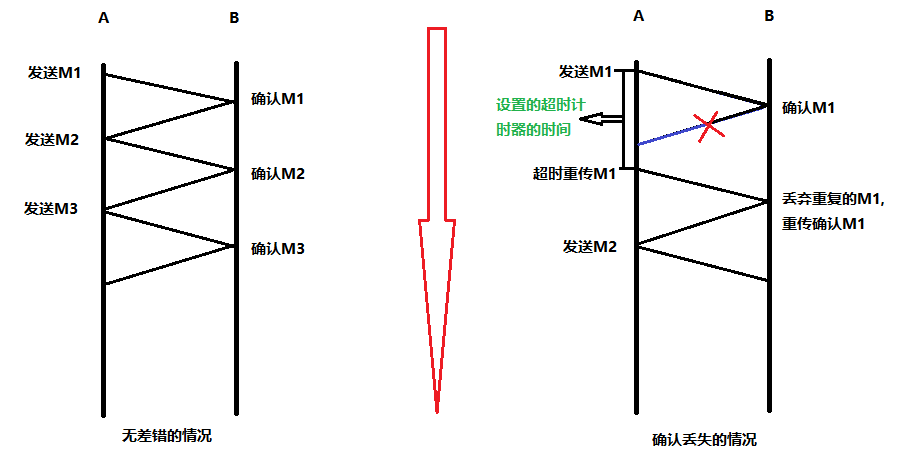 A
B
发送M1
确认M1
发送M2
确认M2
发送M3
确认M3
无差错的情况
A
B
发送M1
设置的超时计
时器的时间
确认M1
超时重传M1
丢弃重复的M1,
重传确认M1
发送M2
确认丢失的情况